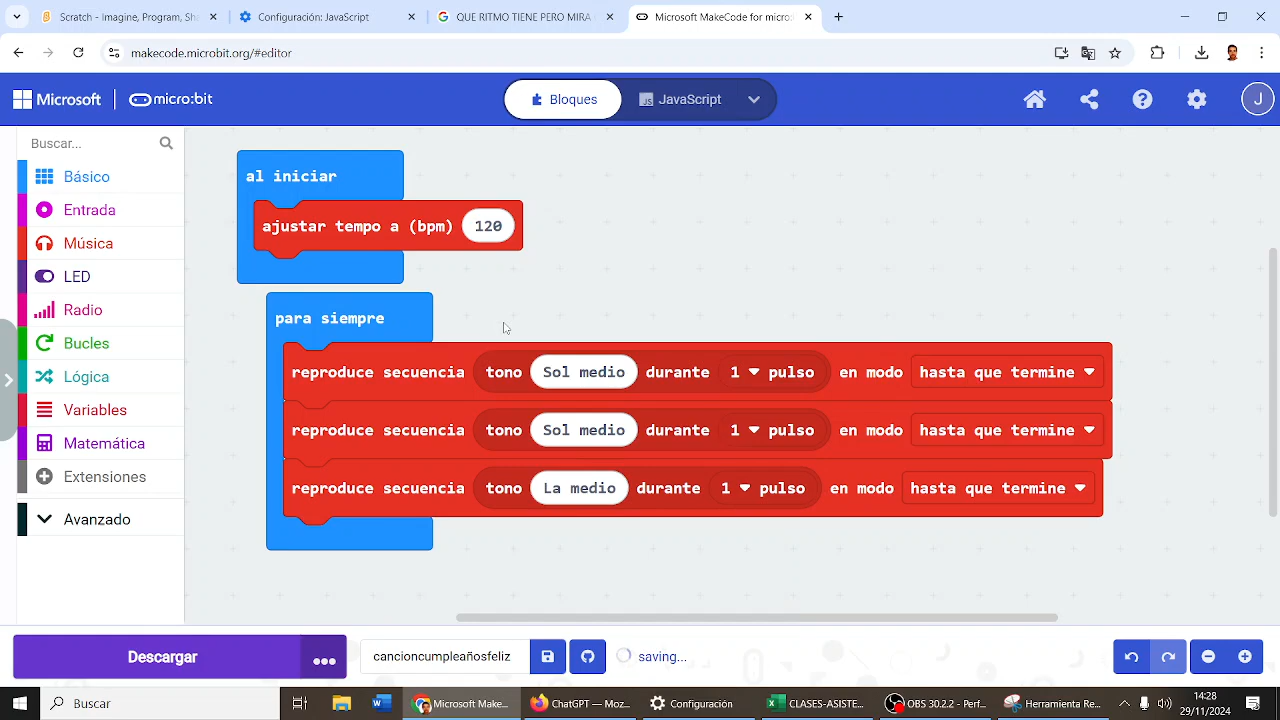 Scratch - Imagine, Program, Sh
Configuración: JavaScript
QUE RITMO TIENE PERO MIRA
Microsoft MakeCode for micro:
makecode.microbit.org/#editor
Microsoft
micro:bit
Bloques
JS JavaScript
J
Buscar...
Básico
Entrada
Música
LED
Radio
Bucles
Lógica
Variables
Matemática
Extensiones
Avanzado
al iniciar
ajustar tempo a (bpm) 120
para siempre
reproduce secuencia tono Sol medio durante 1 pulso en modo hasta que termine
reproduce secuencia tono Sol medio durante 1 pulso en modo hasta que termine
reproduce secuencia tono La medio durante 1 pulso en modo hasta que termine
Descargar
cancioncumpleañosfeliz
saving...
Buscar
Microsoft Make...
ChatGPT — Moz...
Configuración
CLASES-ASISTE...
OBS 30.2.2 - Perf...
Herramienta Re...
14:28
29/11/2024